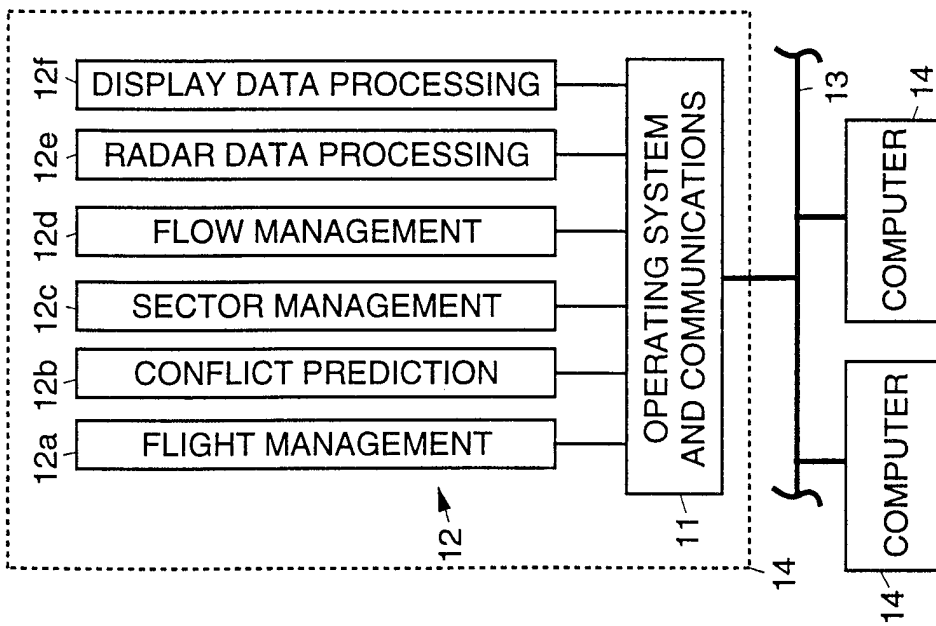 12a
FLIGHT MANAGEMENT
12b
CONFLICT PREDICTION
12c
SECTOR MANAGEMENT
12d
FLOW MANAGEMENT
12e
RADAR DATA PROCESSING
12f
DISPLAY DATA PROCESSING
12
11
OPERATING SYSTEM
AND COMMUNICATIONS
14
13
14
COMPUTER
COMPUTER
14